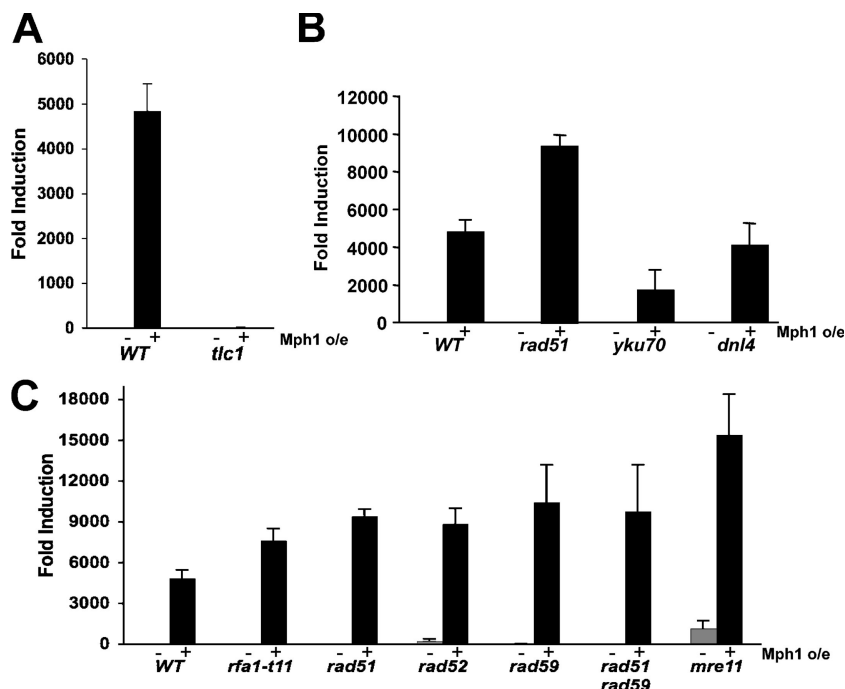 A
Fold Induction
6000
5000
4000
3000
2000
1000
0
- + - + Mph1 o/e
WT tlc1
B
Fold Induction
12000
10000
8000
6000
4000
2000
0
- + - + - + - + Mph1 o/e
WT rad51 yku70 dnl4
C
Fold Induction
18000
15000
12000
9000
6000
3000
0
- + - + - + - + - + - + - + Mph1 o/e
WT rfa1-t11 rad51 rad52 rad59 rad51 mre11
rad59